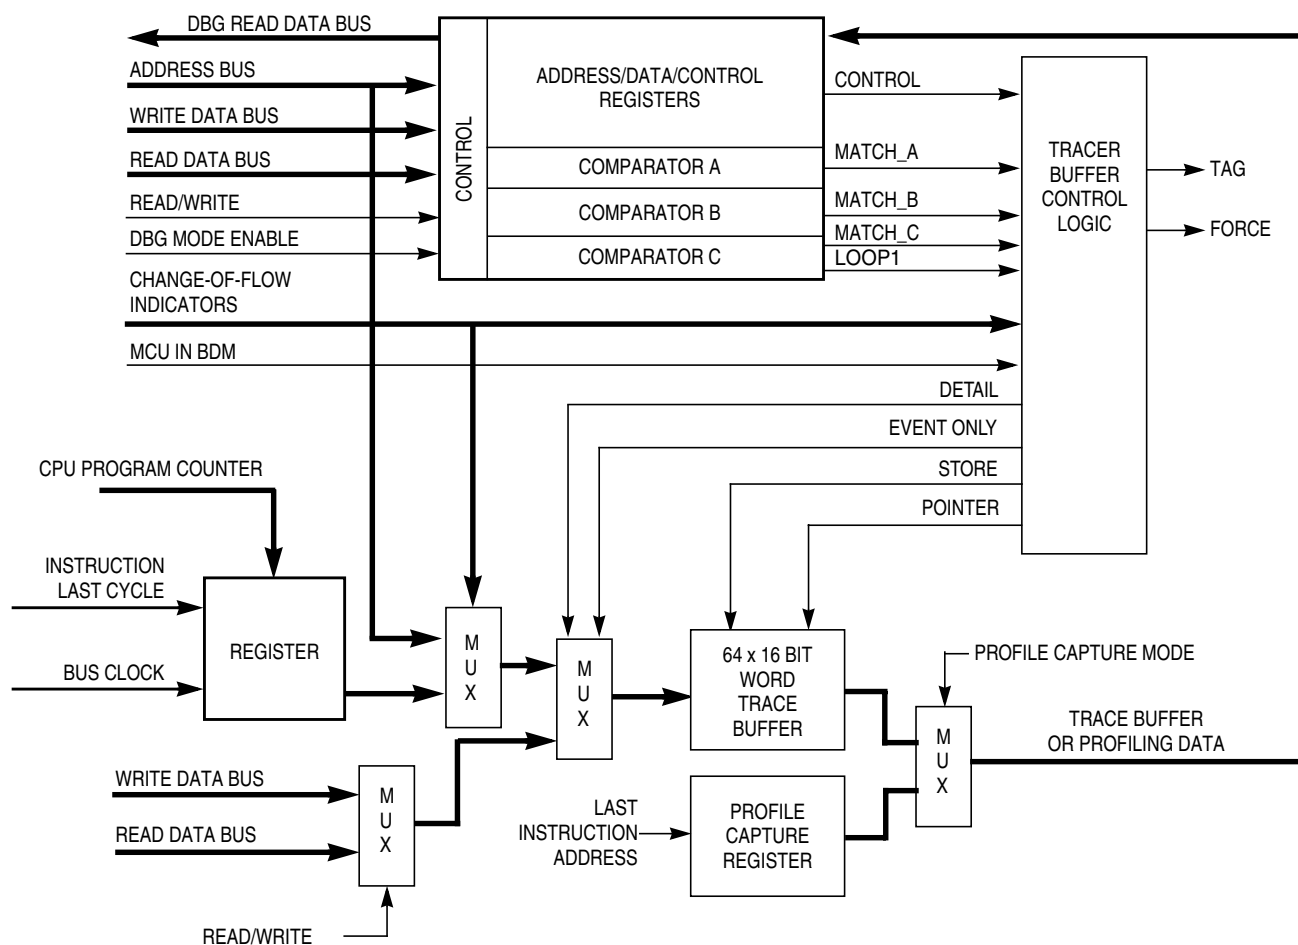 DBG READ DATA BUS
ADDRESS BUS
WRITE DATA BUS
READ DATA BUS
READ/WRITE
DBG MODE ENABLE
CHANGE-OF-FLOW
INDICATORS
MCU IN BDM
CONTROL
ADDRESS/DATA/CONTROL
REGISTERS
COMPARATOR A
COMPARATOR B
COMPARATOR C
CONTROL
MATCH_A
MATCH_B
MATCH_C
LOOP1
TRACER
BUFFER
CONTROL
LOGIC
TAG
FORCE
DETAIL
EVENT ONLY
STORE
POINTER
CPU PROGRAM COUNTER
INSTRUCTION
LAST CYCLE
BUS CLOCK
REGISTER
M
U
X
M
U
X
64 x 16 BIT
WORD
TRACE
BUFFER
PROFILE CAPTURE MODE
M
U
X
TRACE BUFFER
OR PROFILING DATA
WRITE DATA BUS
READ DATA BUS
M
U
X
READ/WRITE
LAST
INSTRUCTION
ADDRESS
PROFILE
CAPTURE
REGISTER